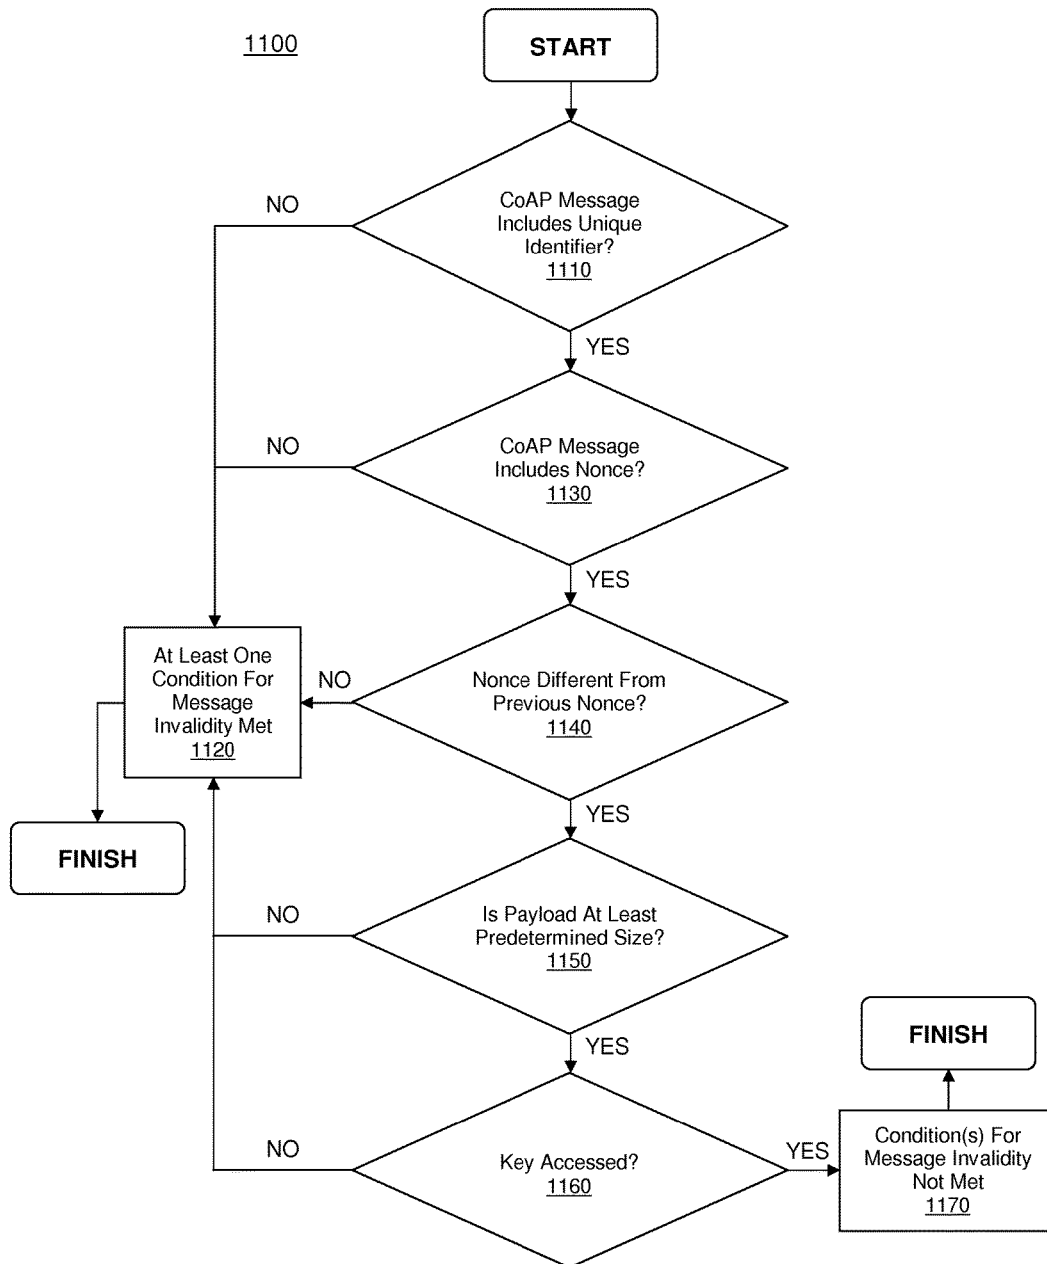 1100
START
CoAP Message
Includes Unique
Identifier?
1110
NO
YES
CoAP Message
Includes Nonce?
1130
NO
YES
At Least One
Condition For
Message
Invalidity Met
1120
NO
Nonce Different From
Previous Nonce?
1140
YES
FINISH
NO
Is Payload At Least
Predetermined Size?
1150
YES
FINISH
NO
Key Accessed?
1160
YES
Condition(s) For
Message Invalidity
Not Met
1170